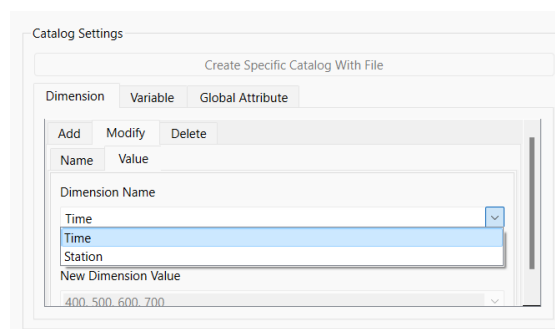 Catalog Settings
Create Specific Catalog With File
Dimension Variable Global Attribute
Add Modify Delete
Name Value
Dimension Name
Time
Time
Station
New Dimension Value
400, 500, 600, 700